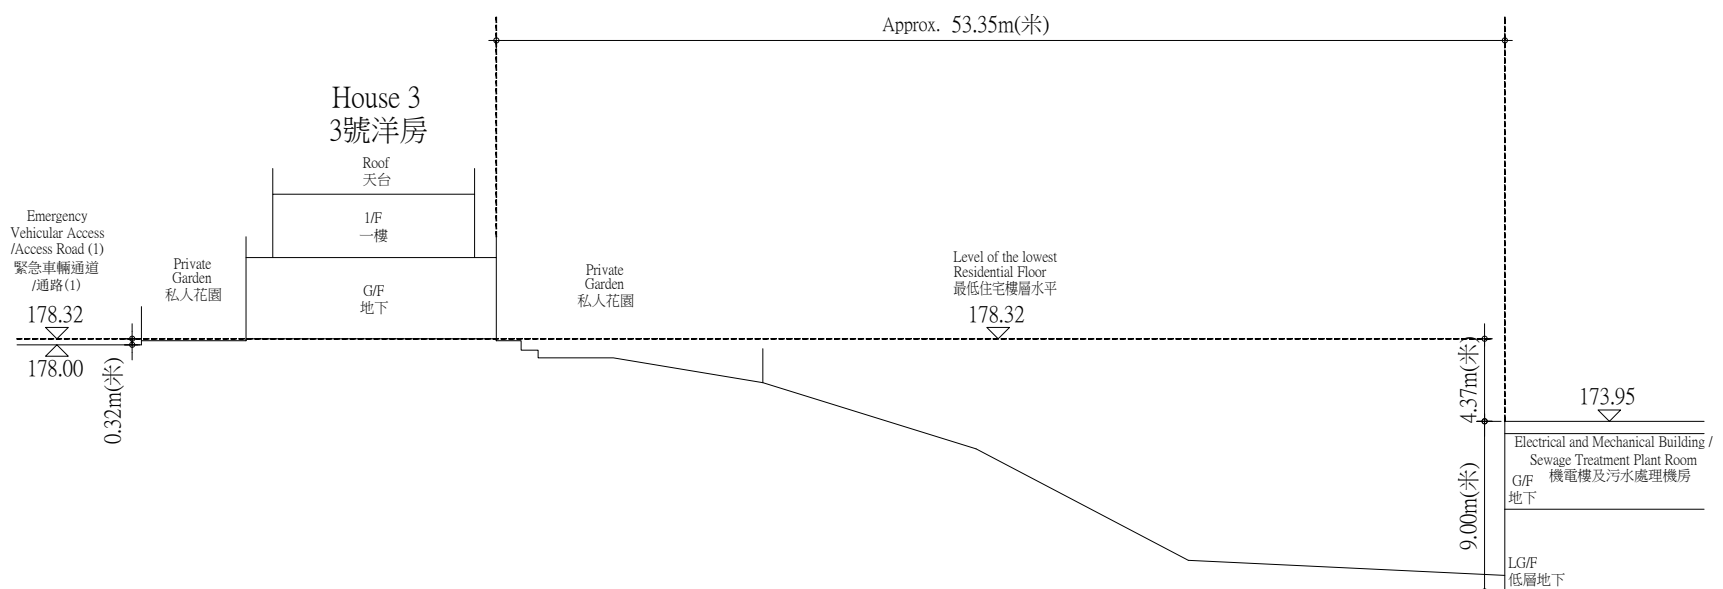 Approx. 53.35m(米)
House 3
3號洋房
Roof
天台
1/F
一樓
G/F
地下
Emergency
Vehicular Access
/Access Road (1)
緊急車輛通道
/通路(1)
178.32
178.00
0.32m(米)
Private
Garden
私人花園
Private
Garden
私人花園
Level of the lowest
Residential Floor
最低住宅樓層水平
178.32
4.37m(米)
9.00m(米)
173.95
Electrical and Mechanical Building /
Sewage Treatment Plant Room
機電樓及污水處理機房
G/F
地下
LG/F
低層地下